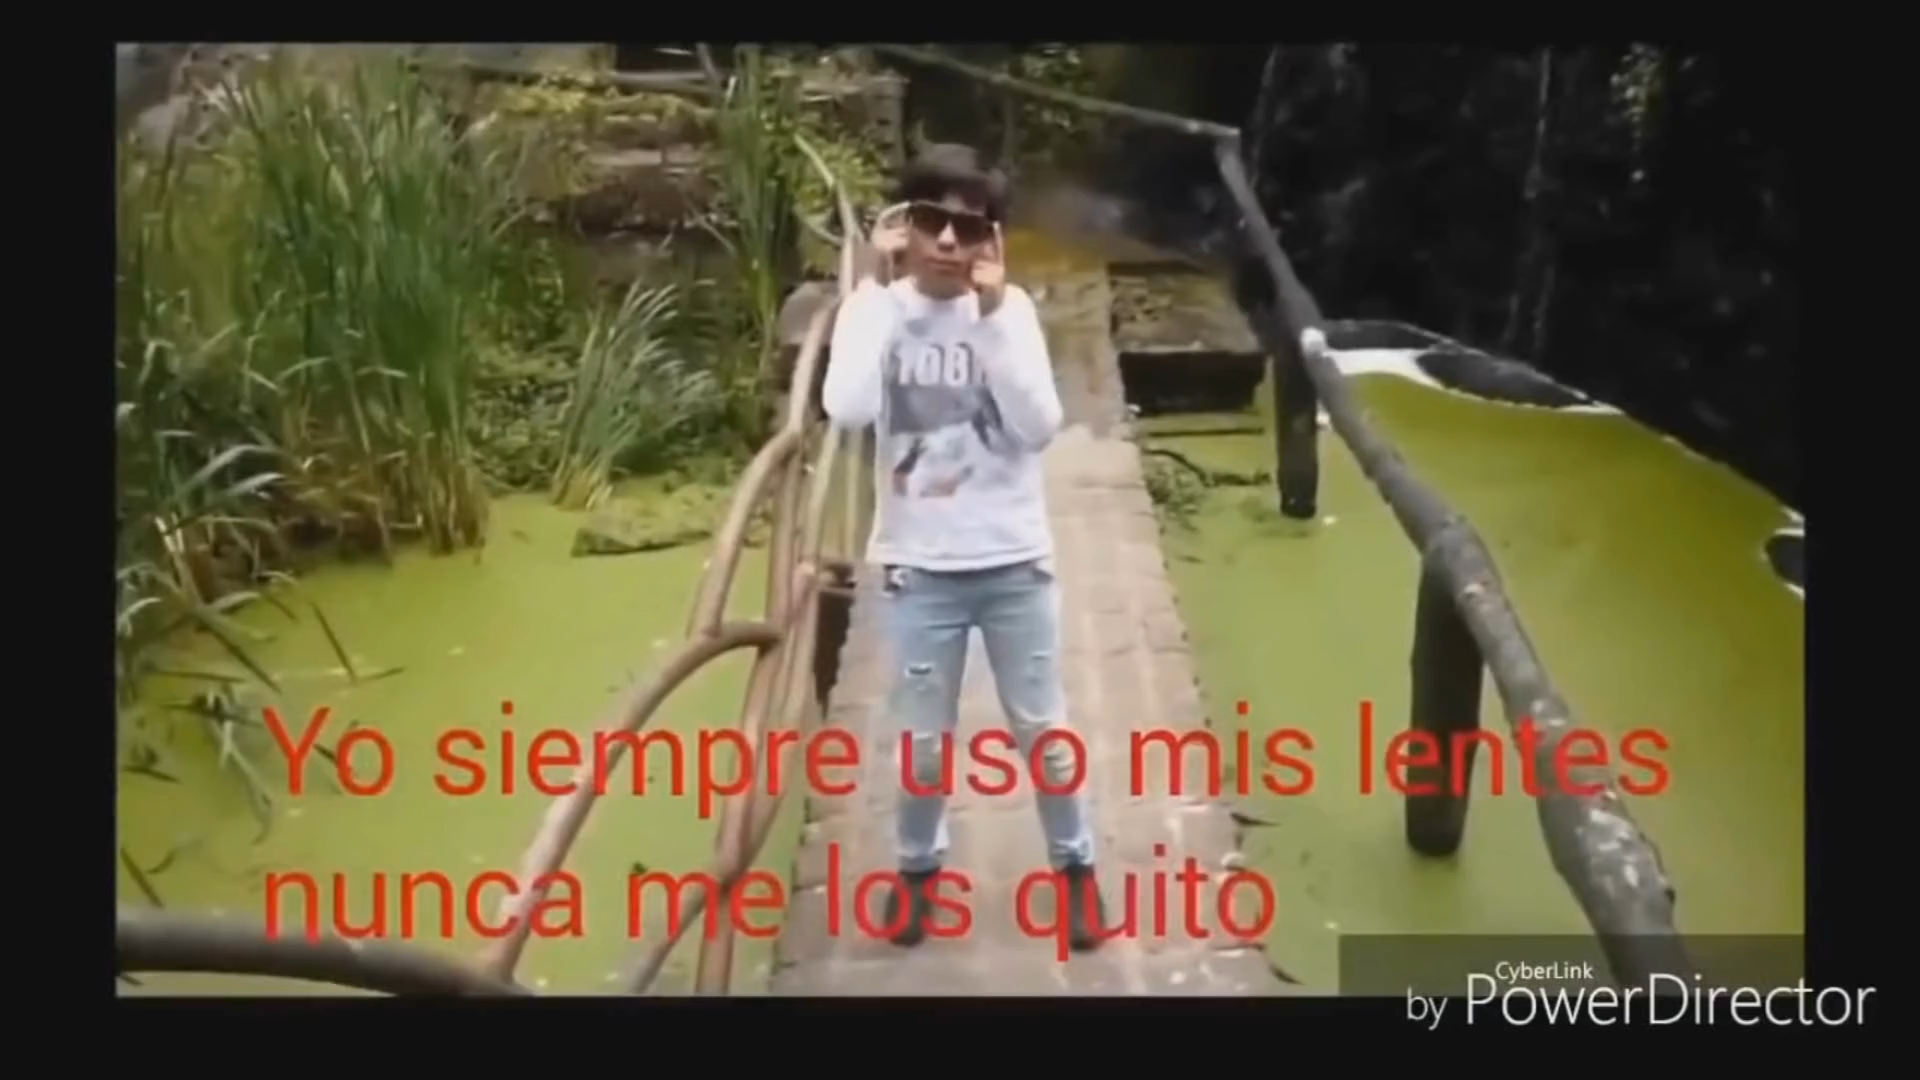 Yo siempre uso mis lentes
nunca me los quito
CyberLink
by PowerDirector